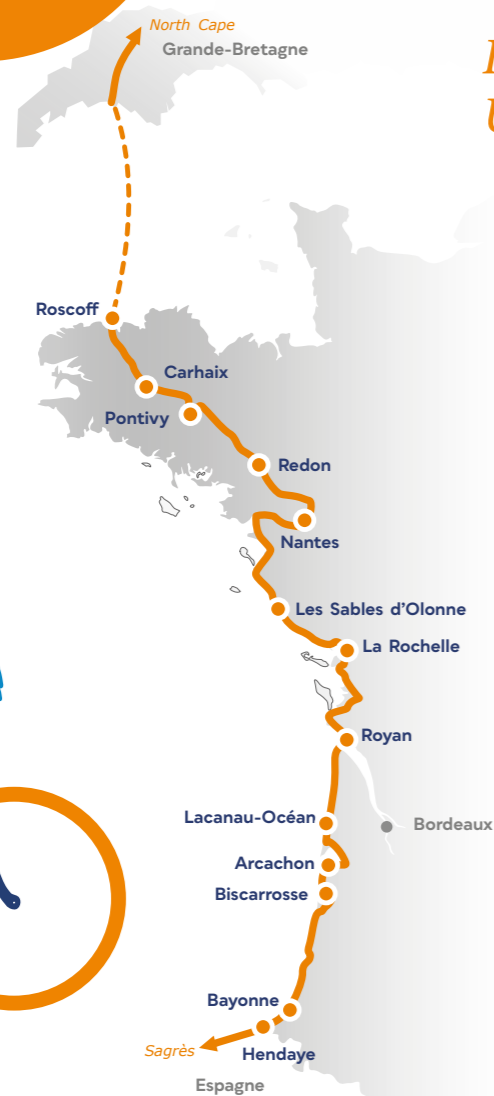 North Cape
Grande-Bretagne
Roscoff
Carhaix
Pontivy
Redon
Nantes
Les Sables d'Olonne
La Rochelle
Royan
Lacanau-Océan
Bordeaux
Arcachon
Biscarrosse
Bayonne
Sagrès
Hendaye
Espagne